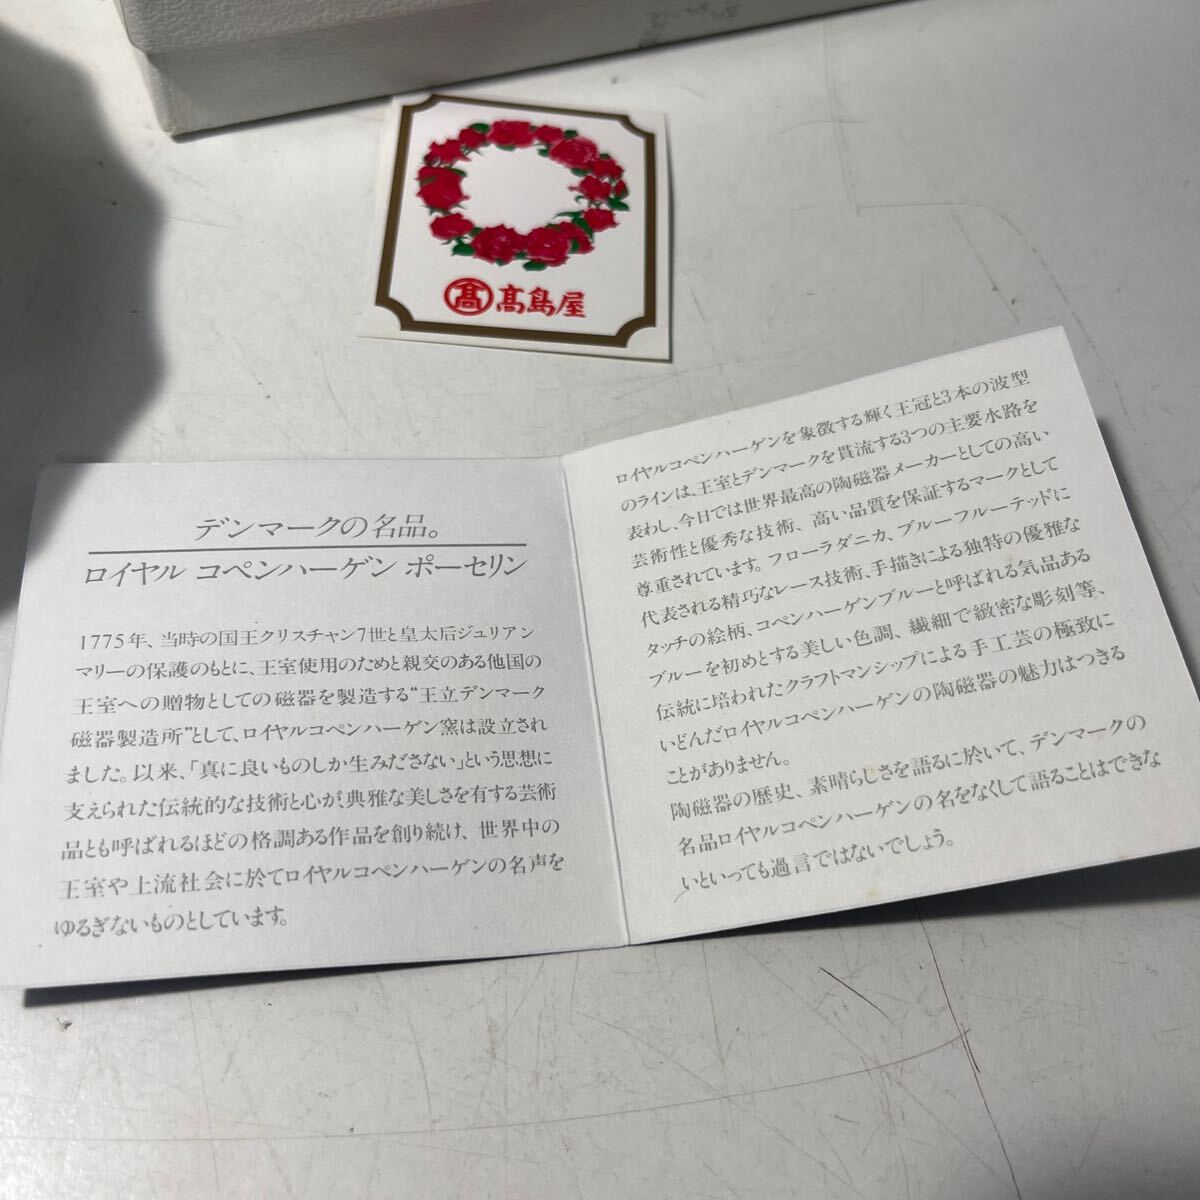 髙 髙島屋
デンマークの名品。
ロイヤル コペンハーゲン ポーセリン
1775年、当時の国王クリスチャン7世と皇太后ジュリアン
マリーの保護のもとに、王室使用のためと親交のある他国の
王室への贈物としての磁器を製造する“王立デンマーク
磁器製造所”として、ロイヤルコペンハーゲン窯は設立され
ました。以来、「真に良いものしか生みださない」という思想に
支えられた伝統的な技術と心が典雅な美しさを有する芸術
品とも呼ばれるほどの格調ある作品を創り続け、世界中の
王室や上流社会に於てロイヤルコペンハーゲンの名声を
ゆるぎないものとしています。
ロイヤルコペンハーゲンを象徴する輝く王冠と3本の波型
のラインは、王室とデンマークを貫流する3つの主要水路を
表わし、今日では世界最高の陶磁器メーカーとしての高い
芸術性と優秀な技術、高い品質を保証するマークとして
尊重されています。フローラダニカ、ブルーフルーテッドに
代表される精巧なレース技術、手描きによる独特の優雅な
タッチの絵柄、コペンハーゲンブルーと呼ばれる気品ある
ブルーを初めとする美しい色調、繊細で緻密な彫刻等、
伝統に培われたクラフトマンシップによる手工芸の極致に
いどんだロイヤルコペンハーゲンの陶磁器の魅力はつきる
ことがありません。
陶磁器の歴史、素晴らしさを語るに於いて、デンマークの
名品ロイヤルコペンハーゲンの名をなくして語ることはできな
いといっても過言ではないでしょう。